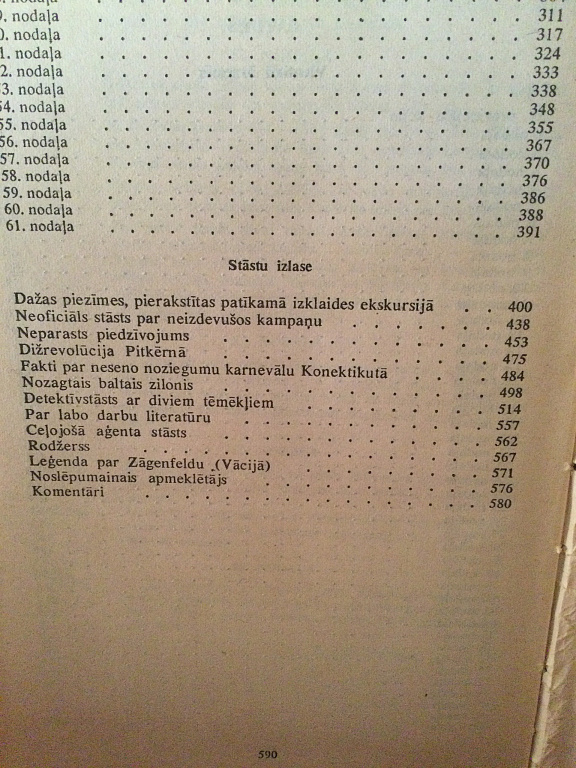 nodaļa
9. nodaļa . . . . . . . . . . . . . . . . 311
0. nodaļa . . . . . . . . . . . . . . . . 317
1. nodaļa . . . . . . . . . . . . . . . . 324
2. nodaļa . . . . . . . . . . . . . . . . 333
53. nodaļa . . . . . . . . . . . . . . . . 338
54. nodaļa . . . . . . . . . . . . . . . . 348
55. nodaļa . . . . . . . . . . . . . . . . 355
56. nodaļa . . . . . . . . . . . . . . . . 367
57. nodaļa . . . . . . . . . . . . . . . . 370
58. nodaļa . . . . . . . . . . . . . . . . 376
59. nodaļa . . . . . . . . . . . . . . . . 386
60. nodaļa . . . . . . . . . . . . . . . . 388
61. nodaļa . . . . . . . . . . . . . . . . 391
Stāstu izlase
Dažas piezīmes, pierakstītas patīkamā izklaides ekskursijā . . 400
Neoficiāls stāsts par neizdevušos kampaņu . . . . . . . 438
Neparasts piedzīvojums . . . . . . . . . . . . 453
Dižrevolūcija Pitkērnā . . . . . . . . . . . . 475
Fakti par neseno noziegumu karnevālu Konektikutā . . . . 484
Nozagtais baltais zilonis . . . . . . . . . . . . 498
Detektīvstāsts ar diviem tēmēkļiem . . . . . . . . . 514
Par labo darbu literatūru . . . . . . . . . . . . 557
Ceļojošā aģenta stāsts . . . . . . . . . . . . 562
Rodžerss . . . . . . . . . . . . . . . 567
Leģenda par Zāgenfeldu (Vācijā) . . . . . . . . . 571
Noslēpumainais apmeklētājs . . . . . . . . . . . 576
Komentāri . . . . . . . . . . . . . . . 580
590